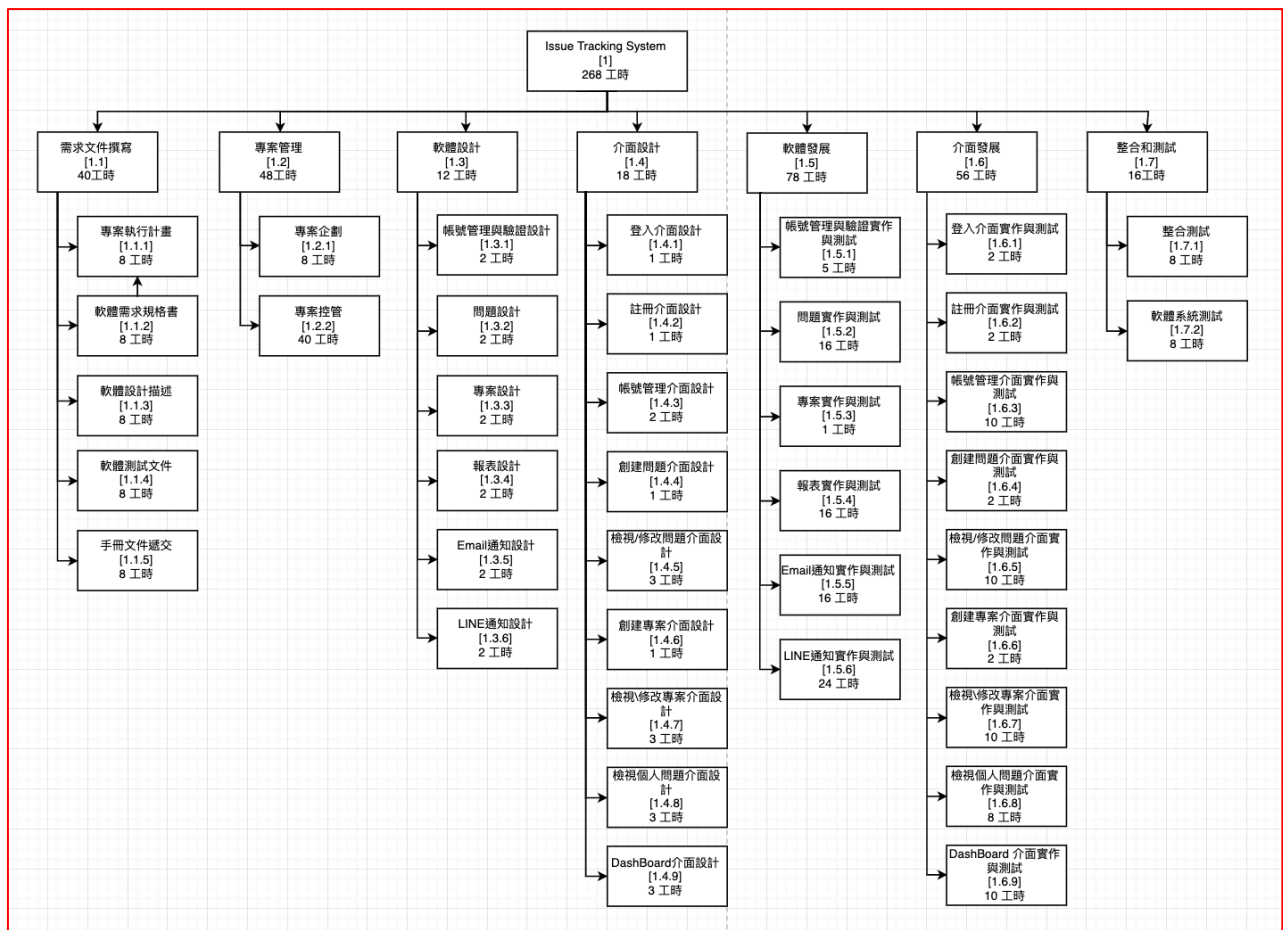 Issue Tracking System
[1]
268 工時
需求文件撰寫
[1.1]
40工時
專案執行計畫
[1.1.1]
8 工時
軟體需求規格書
[1.1.2]
8 工時
軟體設計描述
[1.1.3]
8 工時
軟體測試文件
[1.1.4]
8 工時
手冊文件遞交
[1.1.5]
8 工時
專案管理
[1.2]
48工時
專案企劃
[1.2.1]
8 工時
專案控管
[1.2.2]
40 工時
軟體設計
[1.3]
12 工時
帳號管理與驗證設計
[1.3.1]
2 工時
問題設計
[1.3.2]
2 工時
專案設計
[1.3.3]
2 工時
報表設計
[1.3.4]
2 工時
Email通知設計
[1.3.5]
2 工時
LINE通知設計
[1.3.6]
2 工時
介面設計
[1.4]
18 工時
登入介面設計
[1.4.1]
1 工時
註冊介面設計
[1.4.2]
1 工時
帳號管理介面設計
[1.4.3]
2 工時
創建問題介面設計
[1.4.4]
1 工時
檢視/修改問題介面設
計
[1.4.5]
3 工時
創建專案介面設計
[1.4.6]
1 工時
檢視\修改專案介面設
計
[1.4.7]
3 工時
檢視個人問題介面設
計
[1.4.8]
3 工時
DashBoard介面設計
[1.4.9]
3 工時
軟體發展
[1.5]
78 工時
帳號管理與驗證實作
與測試
[1.5.1]
5 工時
問題實作與測試
[1.5.2]
16 工時
專案實作與測試
[1.5.3]
1 工時
報表實作與測試
[1.5.4]
16 工時
Email通知實作與測試
[1.5.5]
16 工時
LINE通知實作與測試
[1.5.6]
24 工時
介面發展
[1.6]
56 工時
登入介面實作與測試
[1.6.1]
2 工時
註冊介面實作與測試
[1.6.2]
2 工時
帳號管理介面實作與
測試
[1.6.3]
10 工時
創建問題介面實作與
測試
[1.6.4]
2 工時
檢視/修改問題介面實
作與測試
[1.6.5]
10 工時
創建專案介面實作與
測試
[1.6.6]
2 工時
檢視\修改專案介面實
作與測試
[1.6.7]
10 工時
檢視個人問題介面實
作與測試
[1.6.8]
8 工時
DashBoard 介面實作
與測試
[1.6.9]
10 工時
整合和測試
[1.7]
16工時
整合測試
[1.7.1]
8 工時
軟體系統測試
[1.7.2]
8 工時